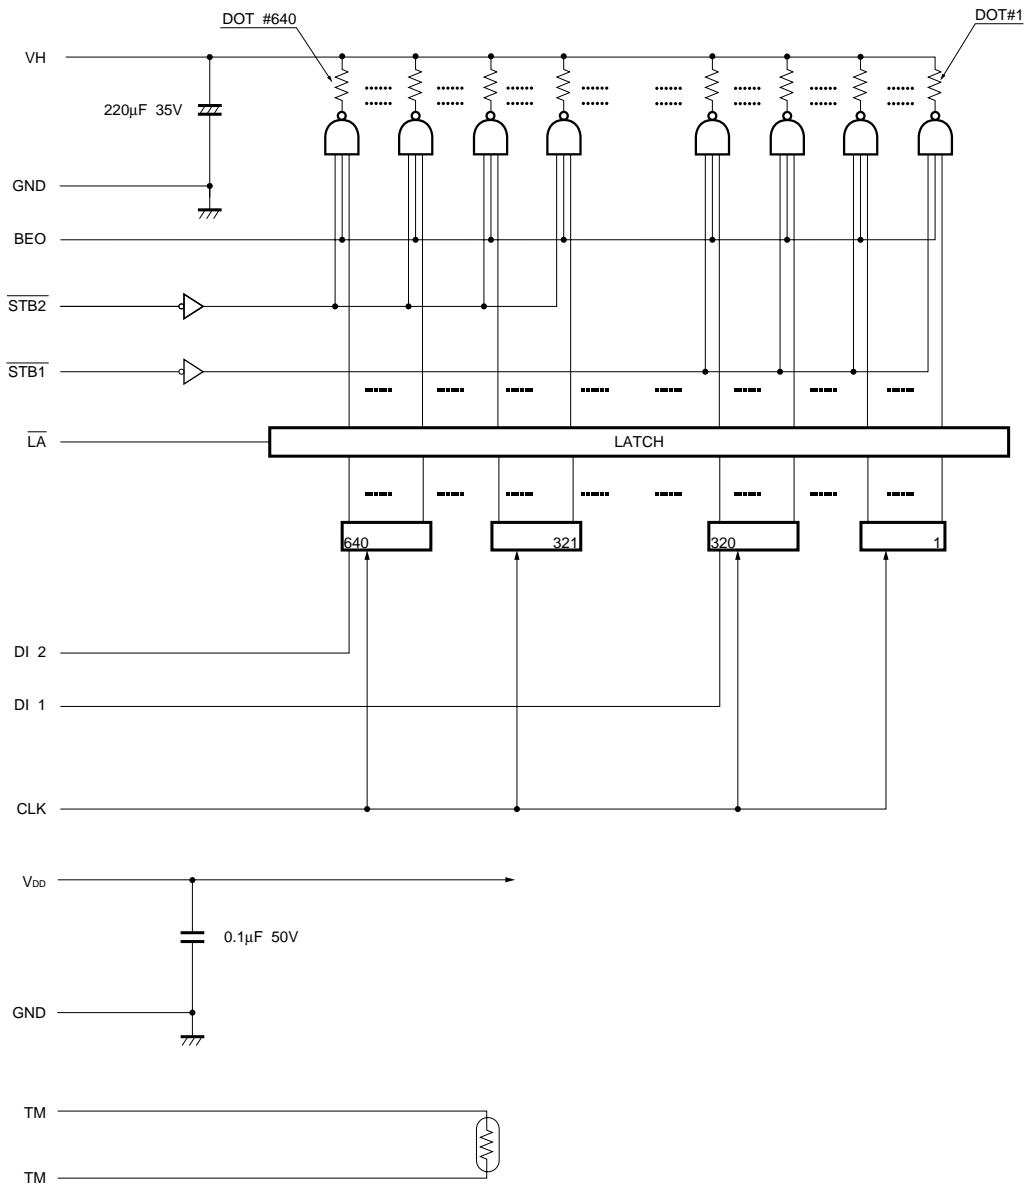 DOT #640
DOT#1
VH
220μF 35V
GND
BEO
STB2
STB1
LA
LATCH
640
321
320
1
DI 2
DI 1
CLK
VDD
0.1μF 50V
GND
TM
TM